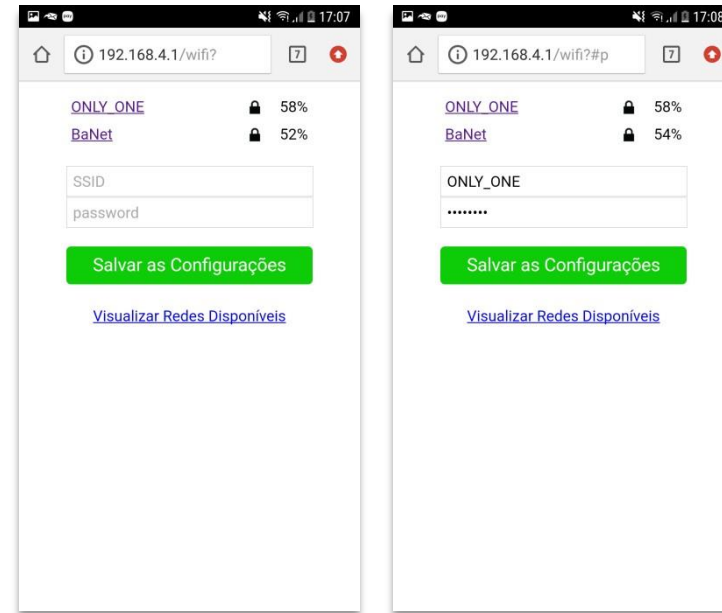 17:07
192.168.4.1/wifi?
7
ONLY_ONE 58%
BaNet 52%
SSID
password
Salvar as Configurações
Visualizar Redes Disponíveis
17:08
192.168.4.1/wifi?#p
7
ONLY_ONE 58%
BaNet 54%
ONLY_ONE
••••••••
Salvar as Configurações
Visualizar Redes Disponíveis